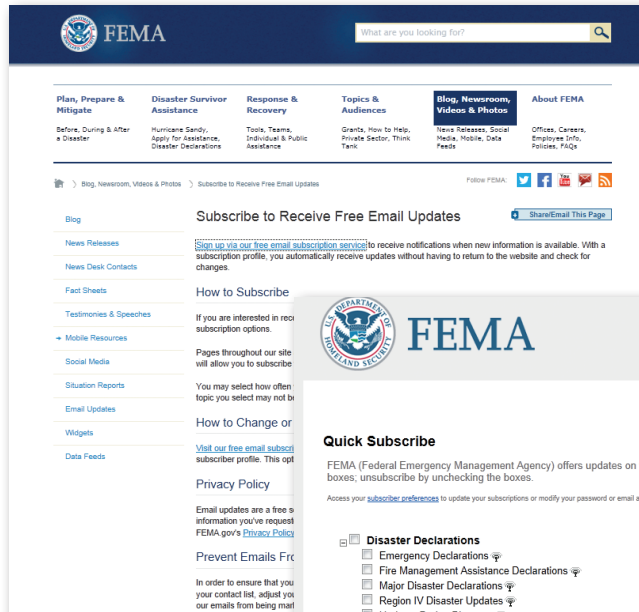 FEMA
What are you looking for?
Plan, Prepare &
Mitigate
Before, During & After
a Disaster
Disaster Survivor
Assistance
Hurricane Sandy,
Apply for Assistance,
Disaster Declarations
Response &
Recovery
Tools, Teams,
Individual & Public
Assistance
Topics &
Audiences
Grants, How to Help,
Private Sector, Think
Tank
Blog, Newsroom,
Videos & Photos
News Releases, Social
Media, Mobile, Data
Feeds
About FEMA
Offices, Careers,
Employee Info,
Policies, FAQs
Blog, Newsroom, Videos & Photos
Subscribe to Receive Free Email Updates
Follow FEMA:
You
Tube
Blog
News Releases
News Desk Contacts
Fact Sheets
Testimonies & Speeches
Mobile Resources
Social Media
Situation Reports
Email Updates
Widgets
Data Feeds
Subscribe to Receive Free Email Updates
Share/Email This Page
Sign up via our free email subscription service to receive notifications when new information is available. With a
subscription profile, you automatically receive updates without having to return to the website and check for
changes.
How to Subscribe
If you are interested in rec
subscription options.
Pages throughout our site
will allow you to subscribe
You may select how often
topic you select may not b
How to Change or
Visit our free email subscri
subscriber profile. This opt
Privacy Policy
Email updates are a free s
information you've request
FEMA.gov's Privacy Policy
Prevent Emails Fro
In order to ensure that you
your contact list, adjust you
our emails from being mar
U.S. DEPARTMENT OF
HOMELAND SECURITY
FEMA
Quick Subscribe
FEMA (Federal Emergency Management Agency) offers updates on
boxes; unsubscribe by unchecking the boxes.
Access your subscriber preferences to update your subscriptions or modify your password or email a
Disaster Declarations
Emergency Declarations
Fire Management Assistance Declarations
Major Disaster Declarations
Region IV Disaster Updates